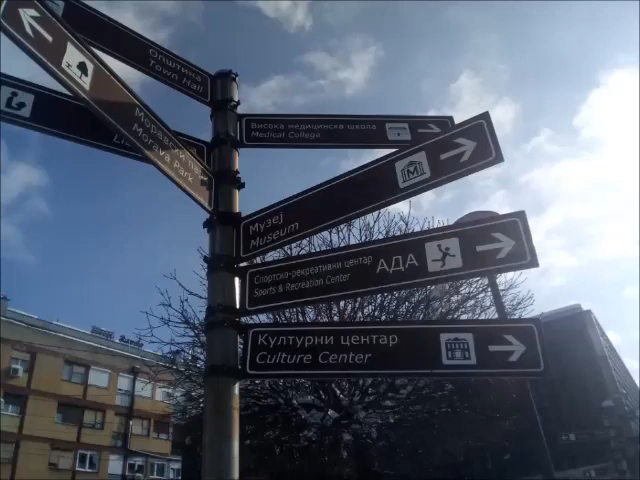 Општина
Town Hall
Моравски
Morava Park
Висока медицинска школа
Medical College
Музеј
Museum
Спортско-рекреативни центар АДА
Sports & Recreation Center
Културни центар
Culture Center